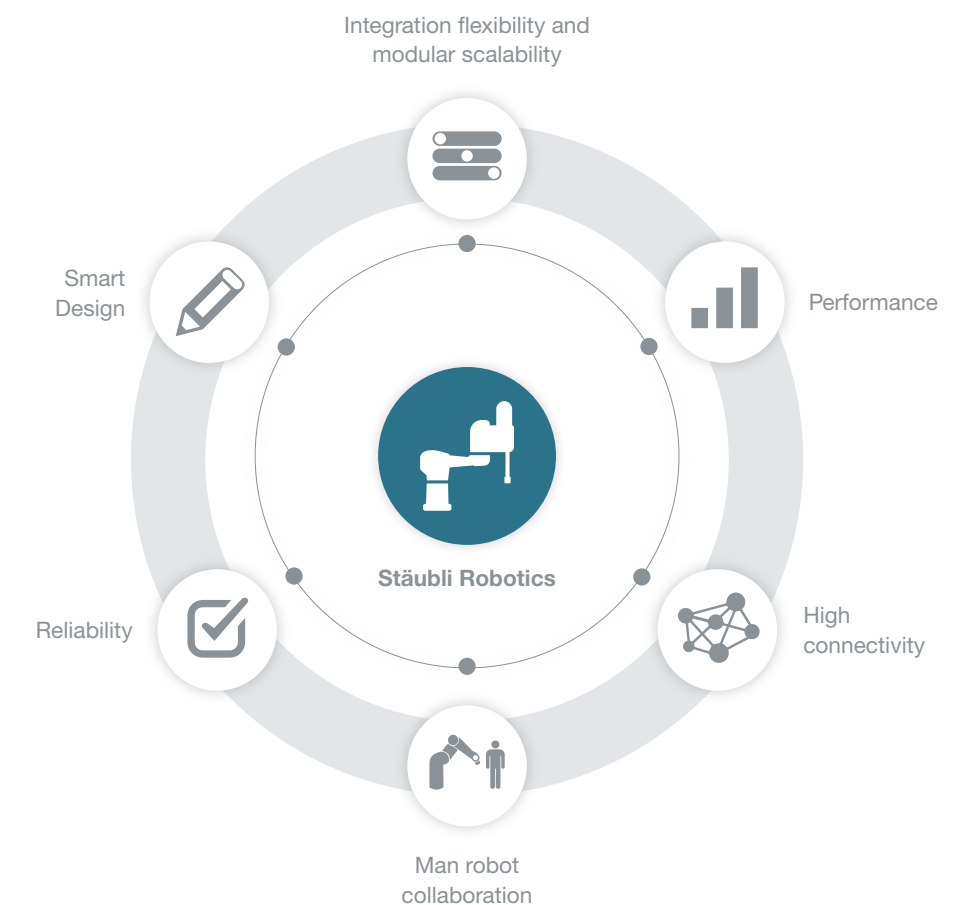 Integration flexibility and
modular scalability
Smart
Design
Performance
Stäubli Robotics
Reliability
High
connectivity
Man robot
collaboration